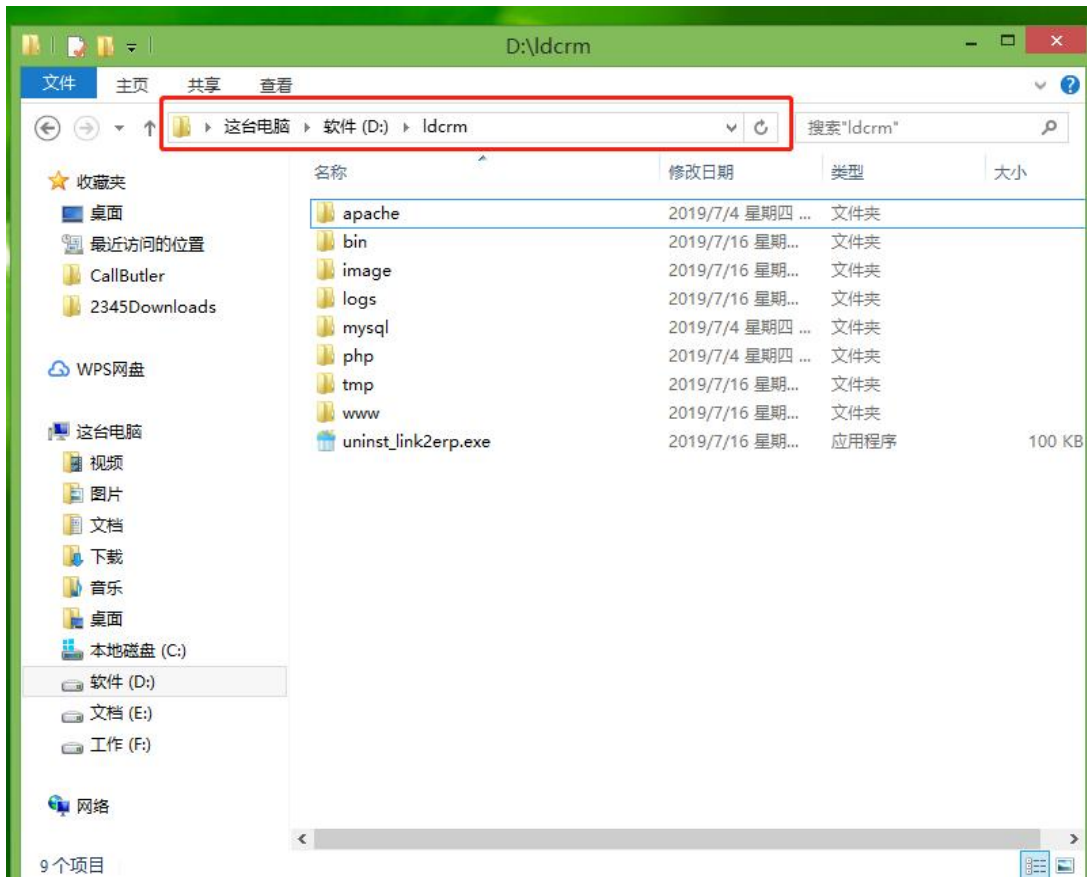 D:\ldcrm
文件 主页 共享 查看
这台电脑 软件 (D:) ldcrm 搜索"ldcrm"
名称 修改日期 类型 大小
收藏夹
桌面
最近访问的位置
CallButler
2345Downloads
WPS网盘
这台电脑
视频
图片
文档
下载
音乐
桌面
本地磁盘 (C:)
软件 (D:)
文档 (E:)
工作 (F:)
网络
apache 2019/7/4 星期四 ... 文件夹
bin 2019/7/16 星期... 文件夹
image 2019/7/16 星期... 文件夹
logs 2019/7/16 星期... 文件夹
mysql 2019/7/4 星期四 ... 文件夹
php 2019/7/4 星期四 ... 文件夹
tmp 2019/7/16 星期... 文件夹
www 2019/7/16 星期... 文件夹
uninst_link2erp.exe 2019/7/16 星期... 应用程序 100 KB
9 个项目